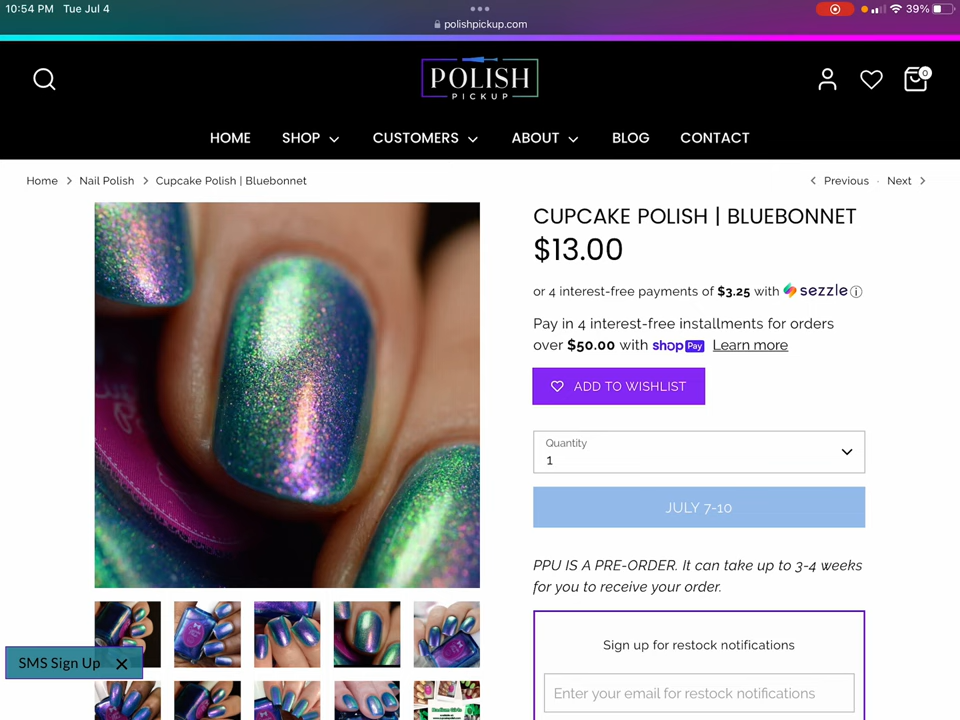 10:54 PM Tue Jul 4
39%
polishpickup.com
POLISH
PICKUP
0
HOME SHOP CUSTOMERS ABOUT BLOG CONTACT
Home > Nail Polish > Cupcake Polish | Bluebonnet
< Previous · Next >
CUPCAKE POLISH | BLUEBONNET
$13.00
or 4 interest-free payments of $3.25 with sezzle
Pay in 4 interest-free installments for orders
over $50.00 with shop Pay Learn more
ADD TO WISHLIST
Quantity
1
JULY 7-10
PPU IS A PRE-ORDER. It can take up to 3-4 weeks
for you to receive your order.
Sign up for restock notifications
Enter your email for restock notifications
SMS Sign Up ✕